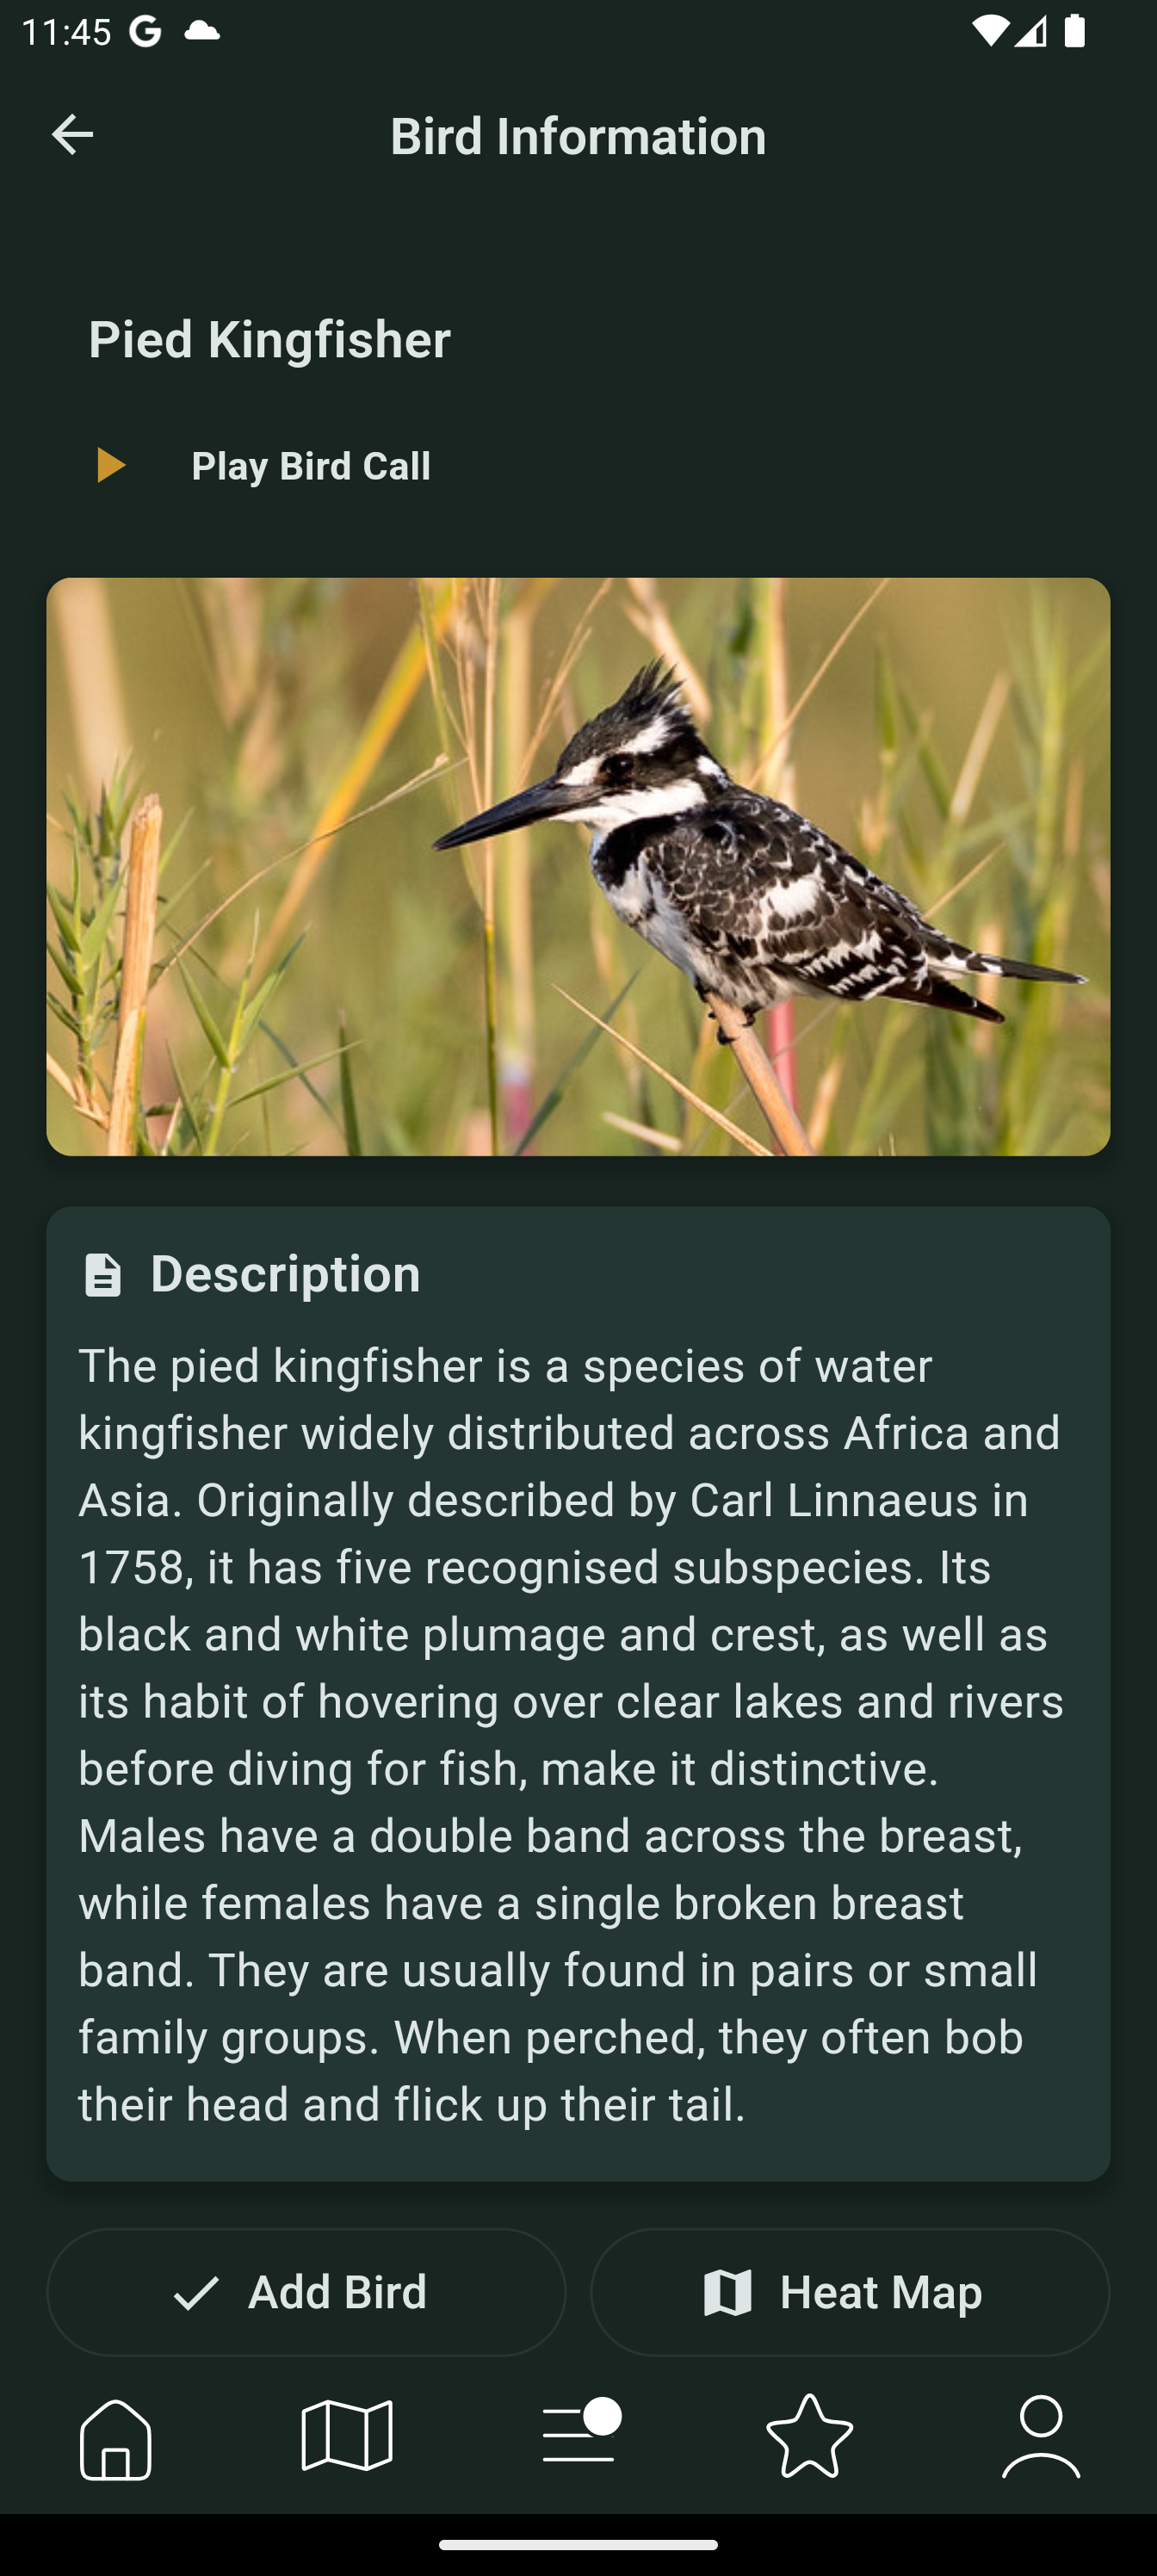 11:45
Bird Information
Pied Kingfisher
Play Bird Call
Description
The pied kingfisher is a species of water
kingfisher widely distributed across Africa and
Asia. Originally described by Carl Linnaeus in
1758, it has five recognised subspecies. Its
black and white plumage and crest, as well as
its habit of hovering over clear lakes and rivers
before diving for fish, make it distinctive.
Males have a double band across the breast,
while females have a single broken breast
band. They are usually found in pairs or small
family groups. When perched, they often bob
their head and flick up their tail.
Add Bird
Heat Map